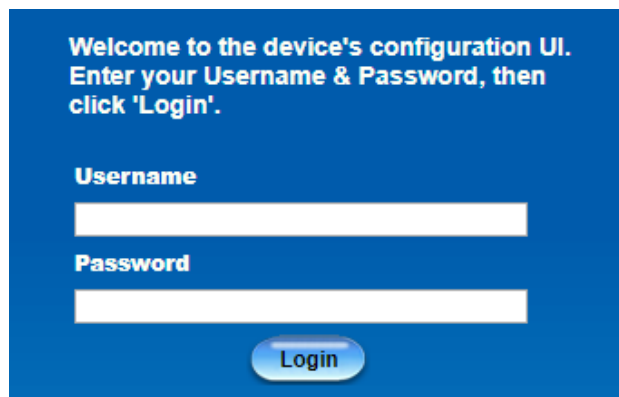 Welcome to the device's configuration UI.
Enter your Username & Password, then
click 'Login'.
Username
Password
Login